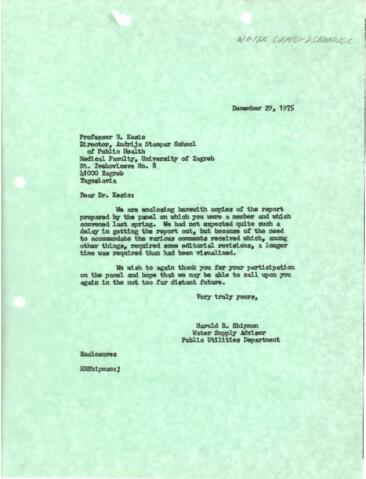 WATER SUPPLY
December 29, 1975
Professor B. Kesic
Director, Andrija Stampar School
of Public Health
Medical Faculty, University of Zagreb
St. Ivekoviceve No. 8
41000 Zagreb
Yugoslavia
Dear Dr. Kesic:
We are enclosing herewith copies of the report
prepared by the panel on which you were a member and which
convened last spring. We had not expected quite such a
delay in getting the report out, but because of the need
to accomodate the various comments received which, among
other things, required some editorial revisions, a longer
time was required than had been visualized.
We wish to again thank you for your participation
on the panel and hope that we may be able to call upon you
again in the not too far distant future.
Very truly yours,
Harold R. Shipman
Water Supply Adviser
Public Utilities Department
Enclosures
HRShipman:j